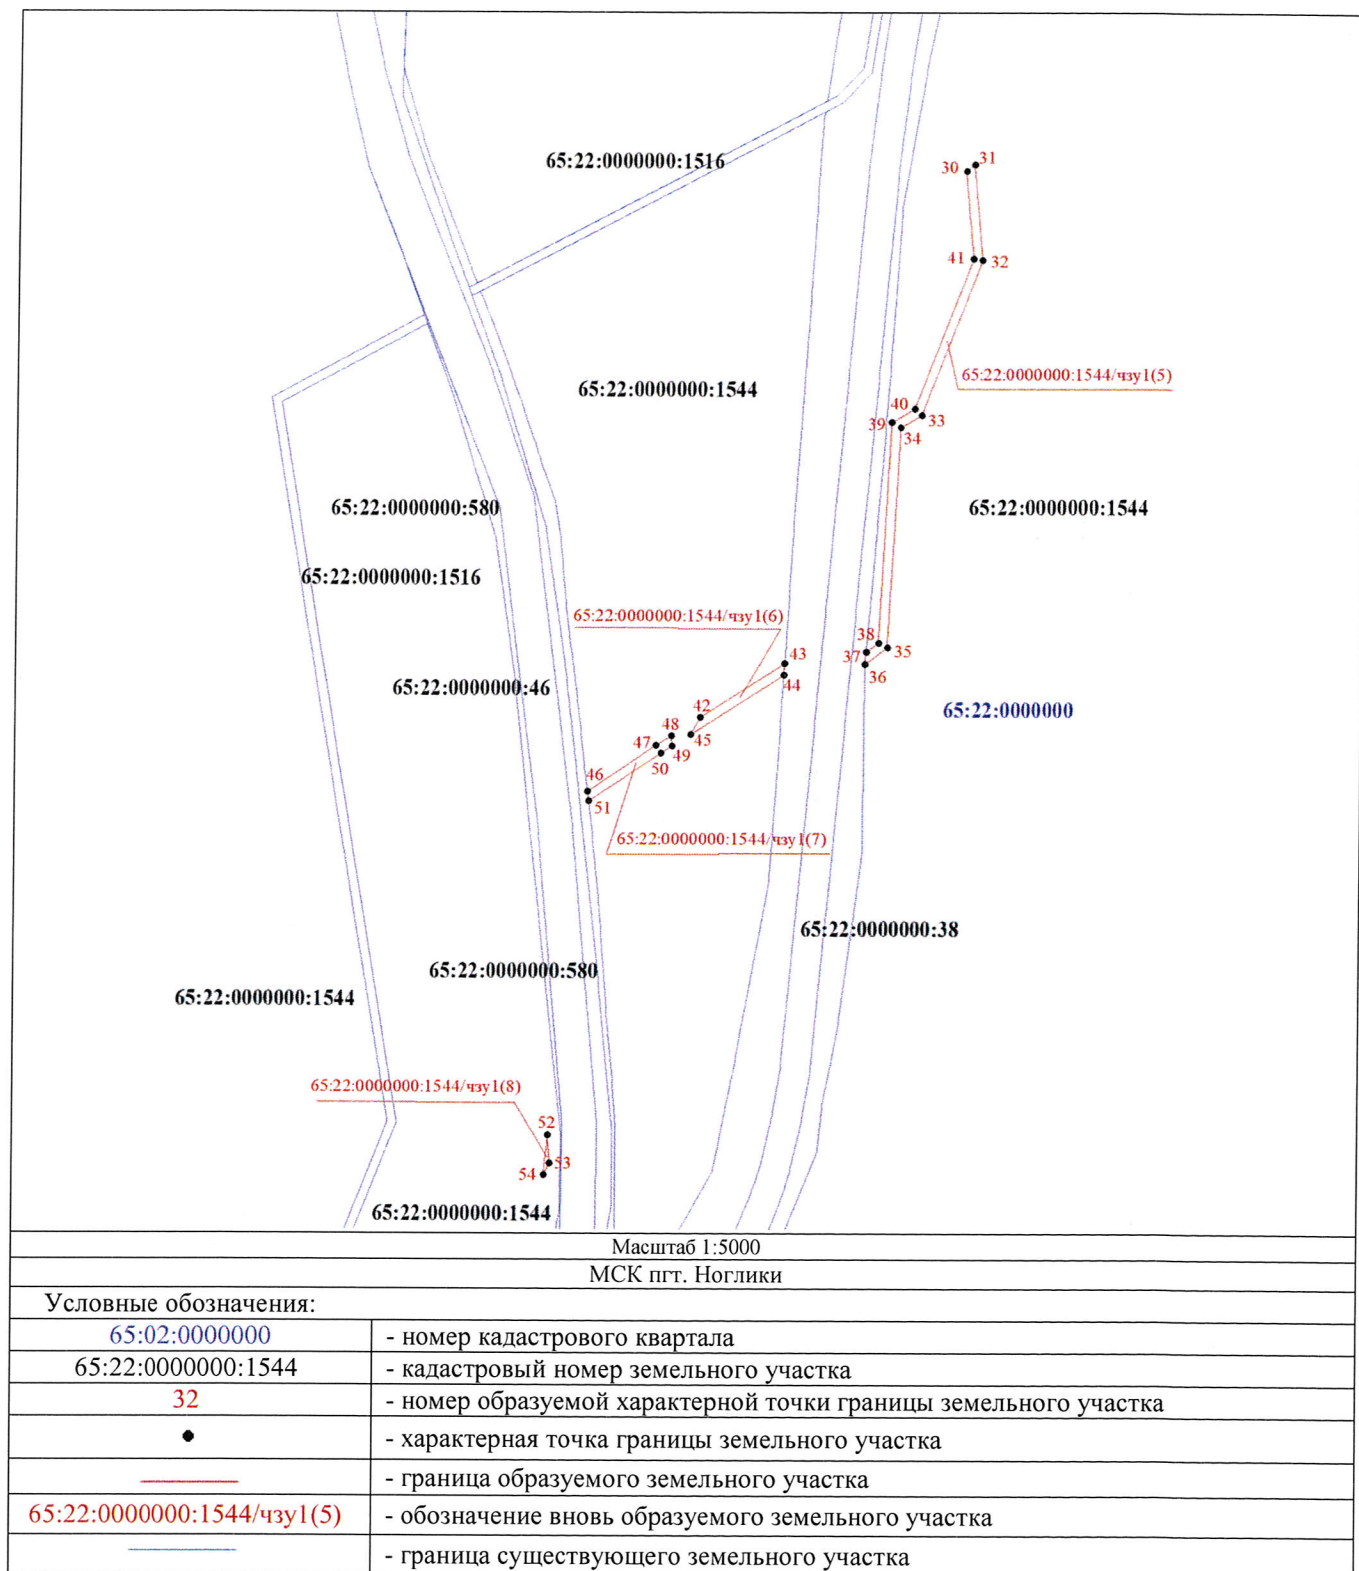 65:22:0000000:1516
31
30
41
32
65:22:0000000:1544/чзу1(5)
65:22:0000000:1544
40
33
39
34
65:22:0000000:580
65:22:0000000:1544
65:22:0000000:1516
65:22:0000000:1544/чзу1(6)
38
35
37
36
43
44
65:22:0000000:46
42
65:22:0000000
48
45
47
49
50
46
51
65:22:0000000:1544/чзу1(7)
65:22:0000000:38
65:22:0000000:580
65:22:0000000:1544
65:22:0000000:1544/чзу1(8)
52
53
54
65:22:0000000:1544
Масштаб 1:5000
МСК пгт. Ноглики
Условные обозначения:
65:02:0000000 - номер кадастрового квартала
65:22:0000000:1544 - кадастровый номер земельного участка
32 - номер образуемой характерной точки границы земельного участка
- характерная точка границы земельного участка
- граница образуемого земельного участка
65:22:0000000:1544/чзу1(5) - обозначение вновь образуемого земельного участка
- граница существующего земельного участка